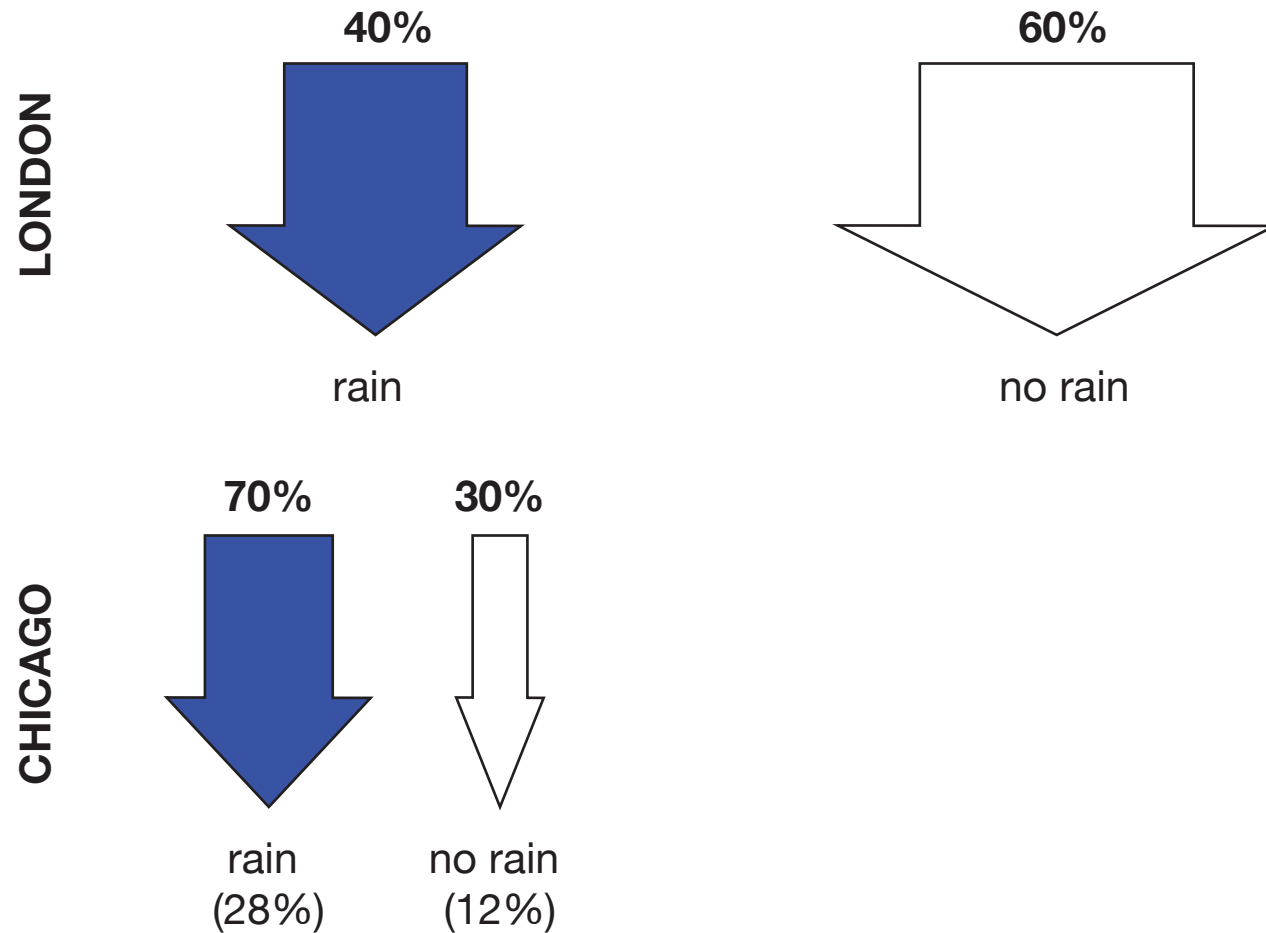 LONDON
40%
60%
rain
no rain
CHICAGO
70%
30%
rain
(28%)
no rain
(12%)